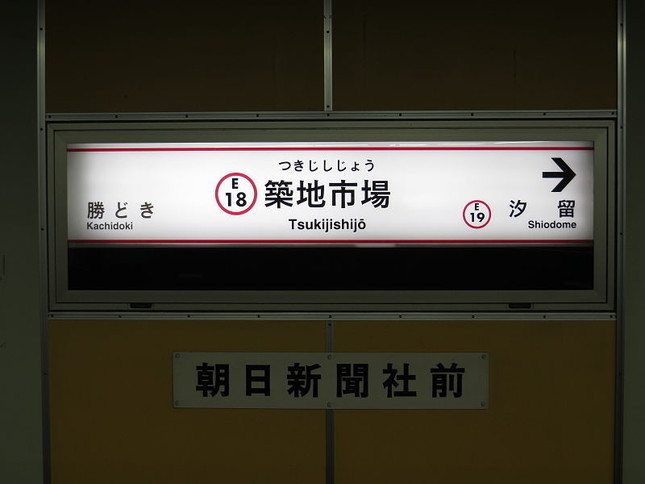 つきじしじょう
E
18
築地市場
Tsukijishijō
勝どき
Kachidoki
E
19
汐留
Shiodome
朝日新聞社前